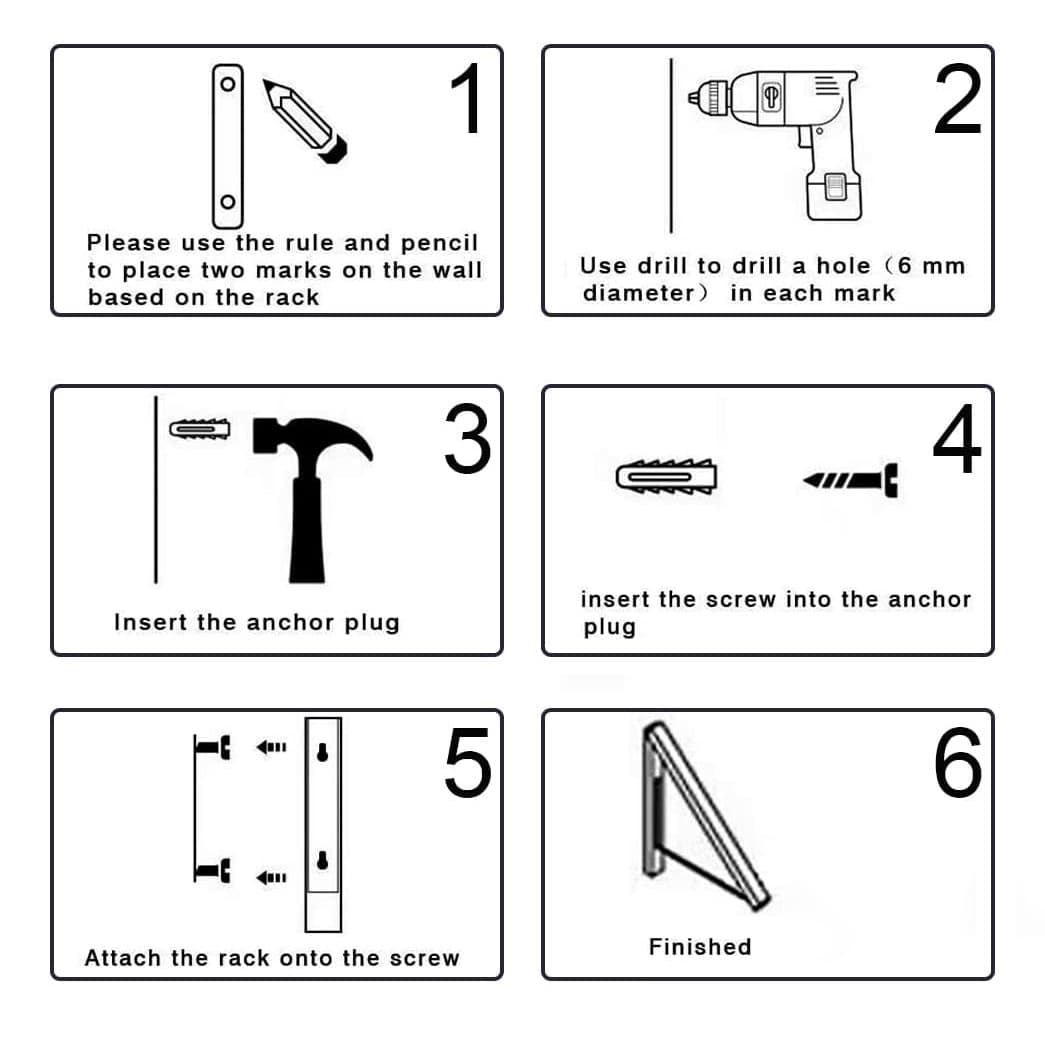 1
Please use the rule and pencil
to place two marks on the wall
based on the rack
2
Use drill to drill a hole（6 mm
diameter） in each mark
3
Insert the anchor plug
4
insert the screw into the anchor
plug
5
Attach the rack onto the screw
6
Finished